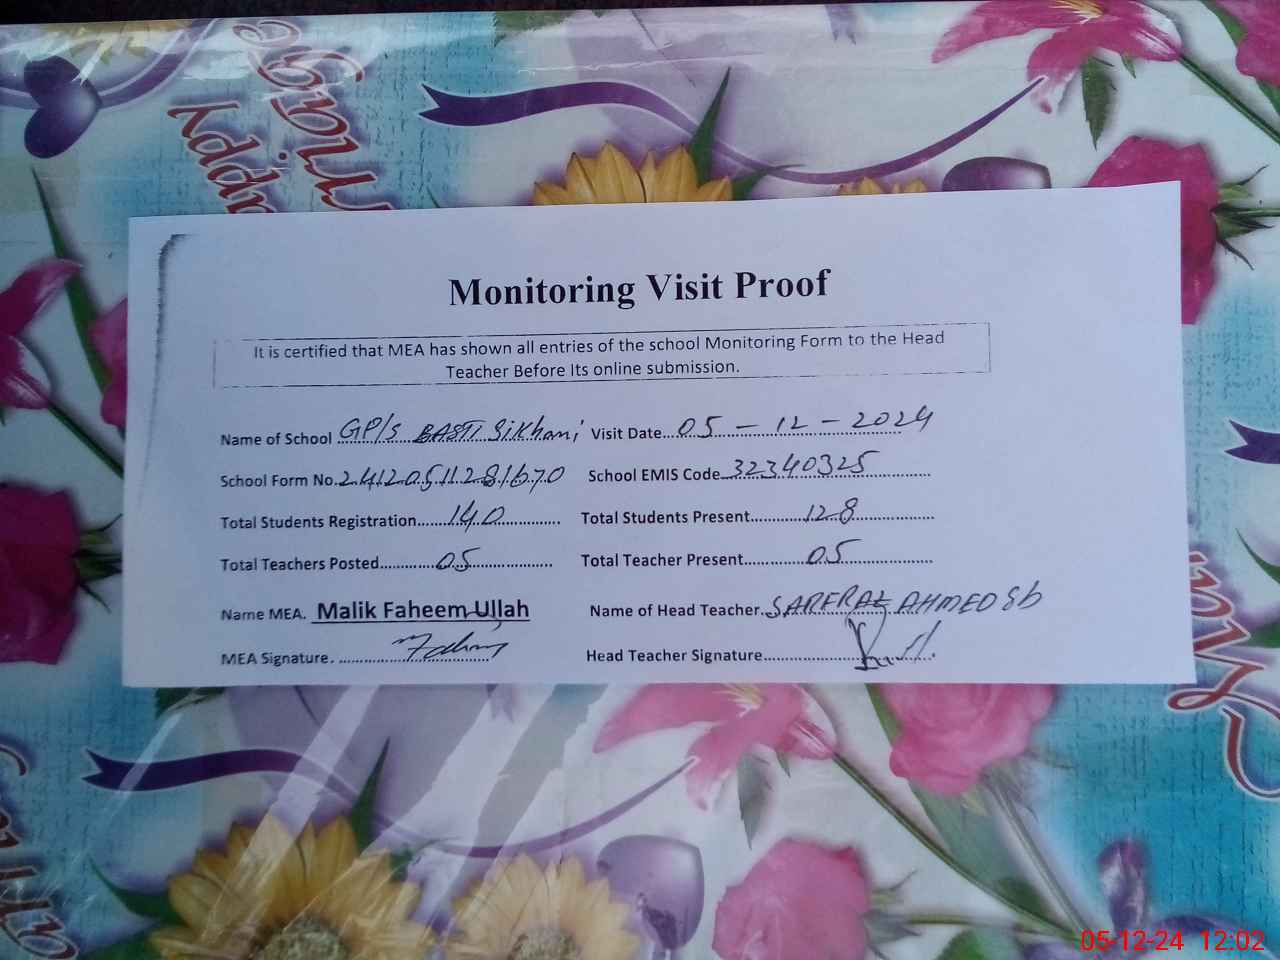 Monitoring Visit Proof
It is certified that MEA has shown all entries of the school Monitoring Form to the Head
Teacher Before Its online submission.
Name of School GP/s BASTI Sikhani Visit Date 05 - 12 - 2024
School Form No. 24120511281670 School EMIS Code 32340325
Total Students Registration 140 Total Students Present 128
Total Teachers Posted 05 Total Teacher Present 05
Name MEA. Malik Faheem Ullah Name of Head Teacher. SARFRAZ AHMED Sb
MEA Signature. Head Teacher Signature
05-12-24 12:02